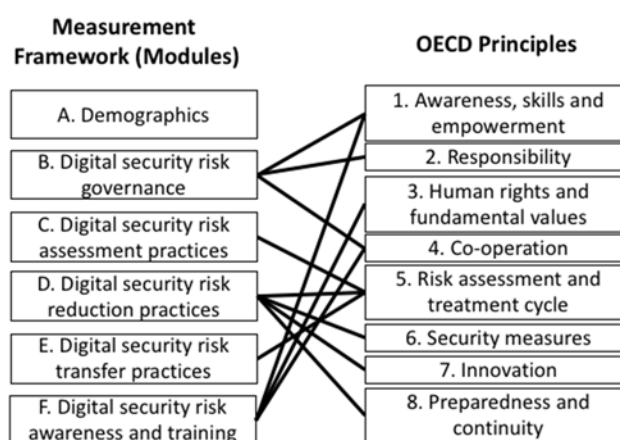 Measurement
Framework (Modules)
A. Demographics
B. Digital security risk
governance
C. Digital security risk
assessment practices
D. Digital security risk
reduction practices
E. Digital security risk
transfer practices
F. Digital security risk
awareness and training
OECD Principles
1. Awareness, skills and
empowerment
2. Responsibility
3. Human rights and
fundamental values
4. Co-operation
5. Risk assessment and
treatment cycle
6. Security measures
7. Innovation
8. Preparedness and
continuity